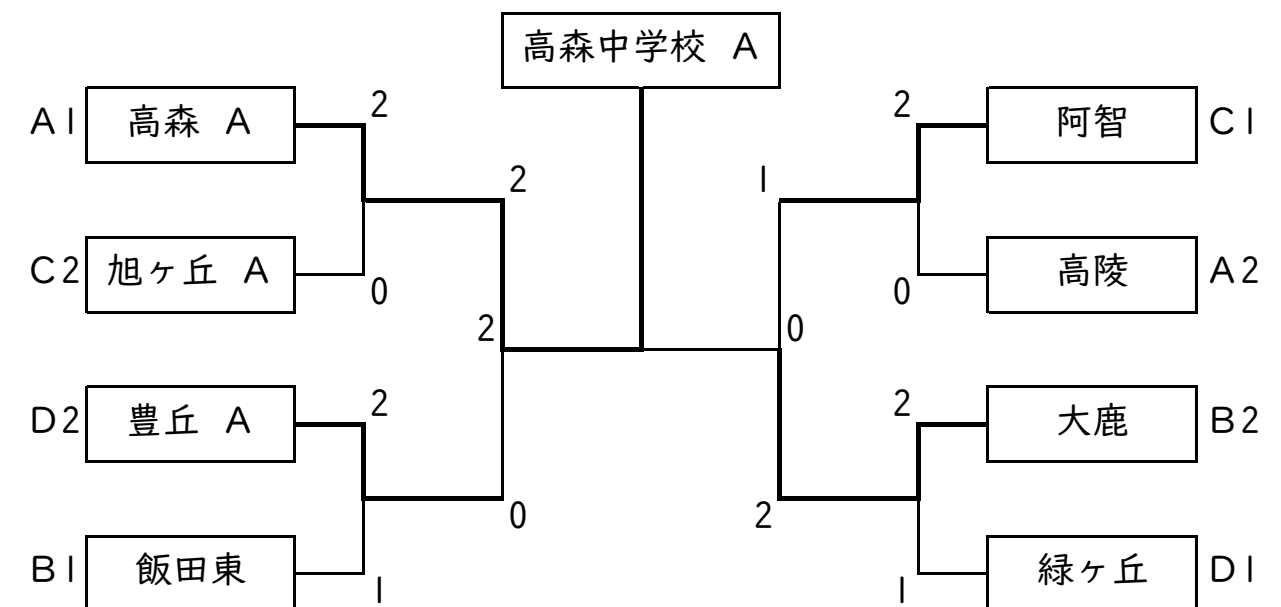 高森中学校 A
A1 高森 A 2
2 阿智 C1
2
1
C2 旭ヶ丘 A 0
0 高陵 A2
2
0
D2 豊丘 A 2
2 大鹿 B2
0
2
B1 飯田東 1
1 緑ヶ丘 D1